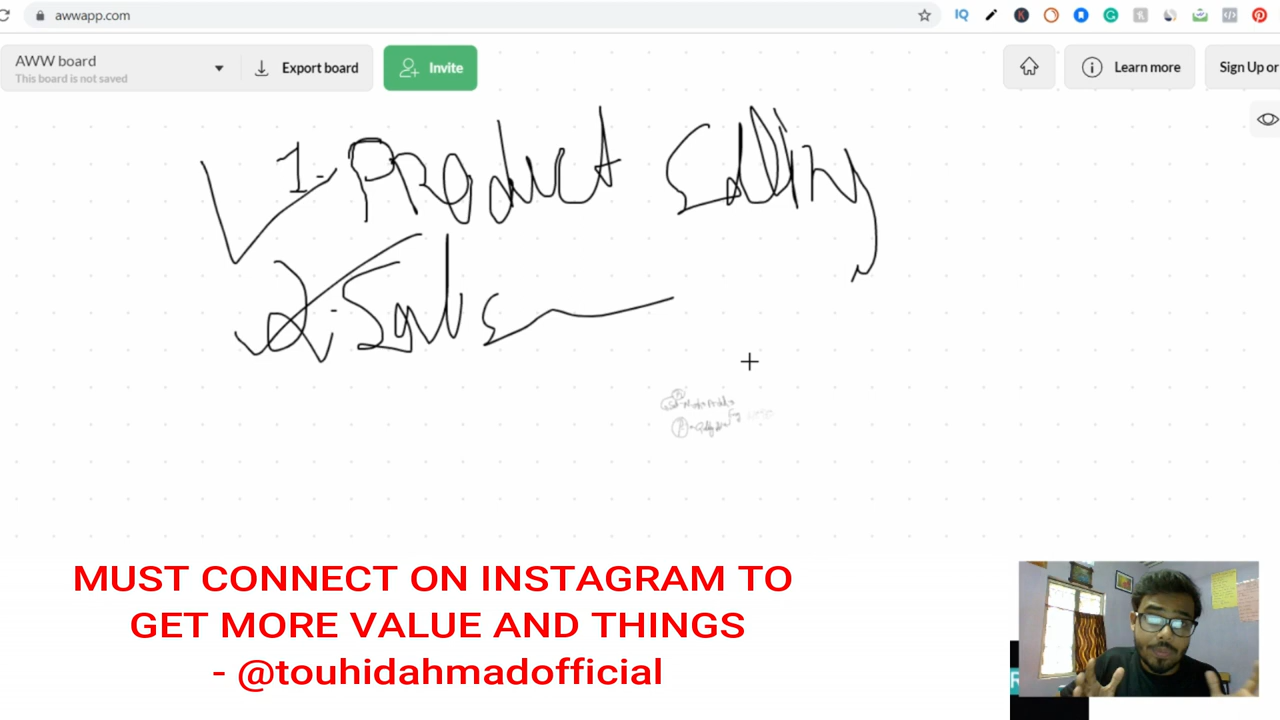 awwapp.com
AWW board
This board is not saved
Export board
Invite
Learn more
Sign Up or
1- Product
2. Sales
MUST CONNECT ON INSTAGRAM TO
GET MORE VALUE AND THINGS
- @touhidahmadofficial